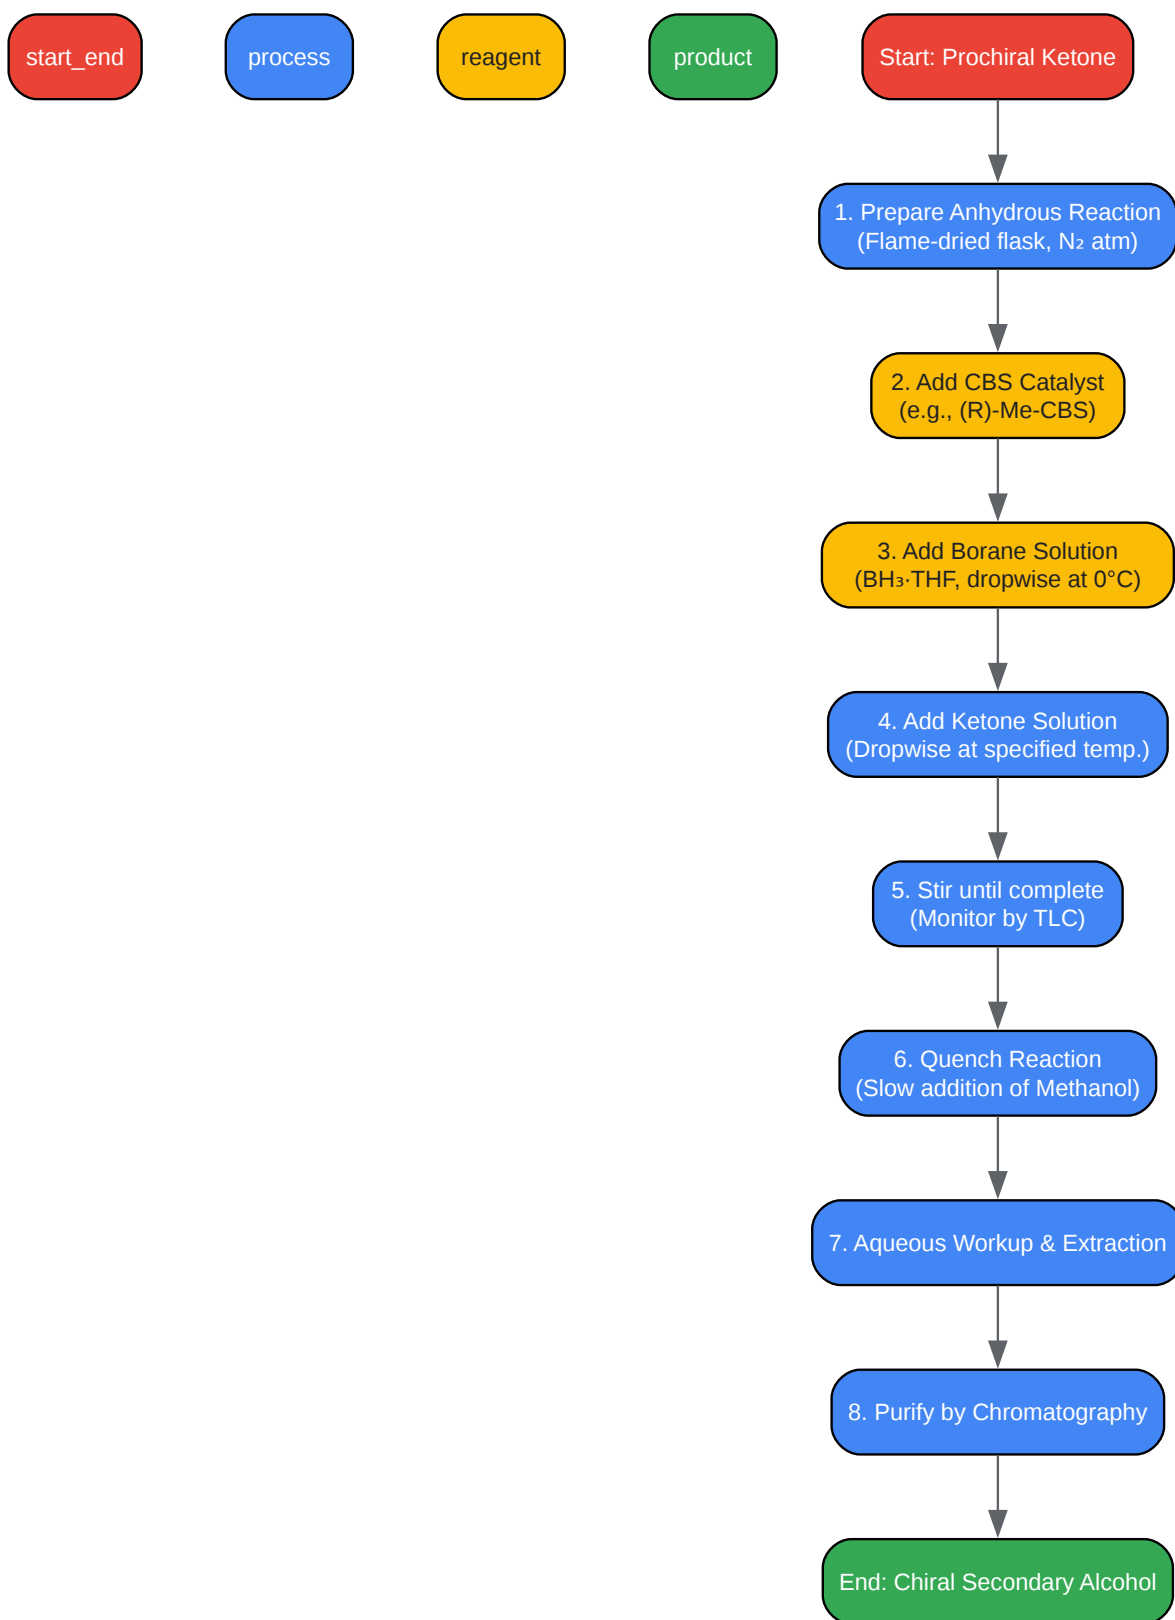 start_end
process
reagent
product
Start: Prochiral Ketone
1. Prepare Anhydrous Reaction
(Flame-dried flask, N₂ atm)
2. Add CBS Catalyst
(e.g., (R)-Me-CBS)
3. Add Borane Solution
(BH₃·THF, dropwise at 0°C)
4. Add Ketone Solution
(Dropwise at specified temp.)
5. Stir until complete
(Monitor by TLC)
6. Quench Reaction
(Slow addition of Methanol)
7. Aqueous Workup & Extraction
8. Purify by Chromatography
End: Chiral Secondary Alcohol